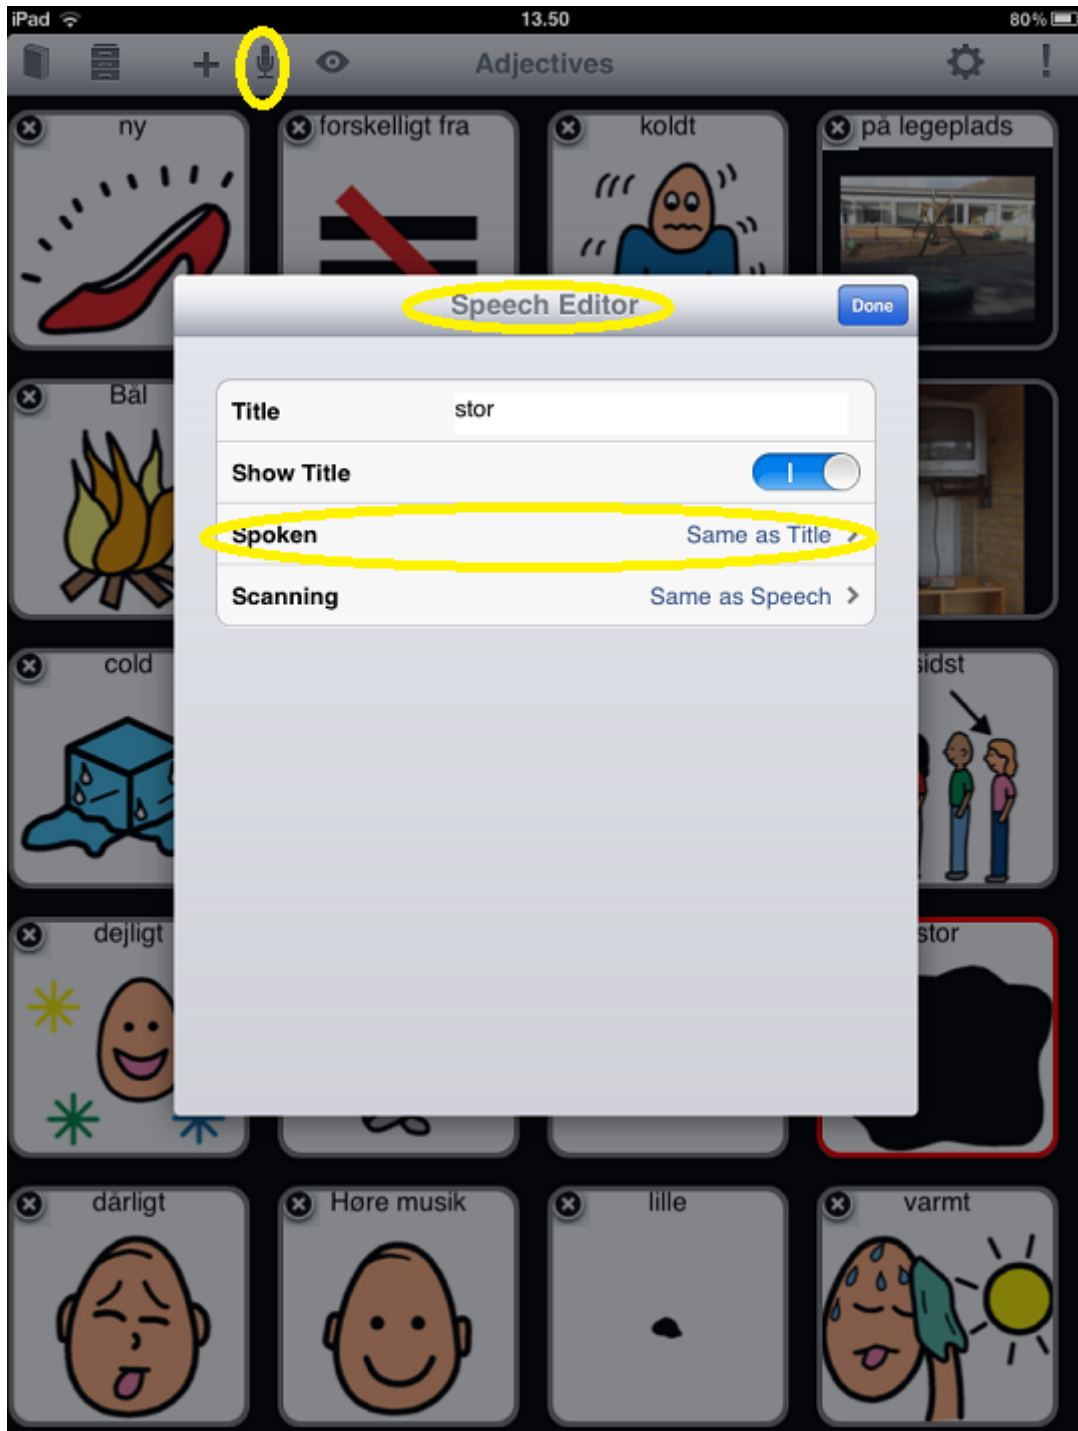 iPad 13.50 80%
Adjectives
ny forskelligt fra koldt på legeplads
Speech Editor Done
Bål
Title stor
Show Title
Spoken Same as Title
Scanning Same as Speech
cold sidst
dejligt stor
dårligt Høre musik lille varmt